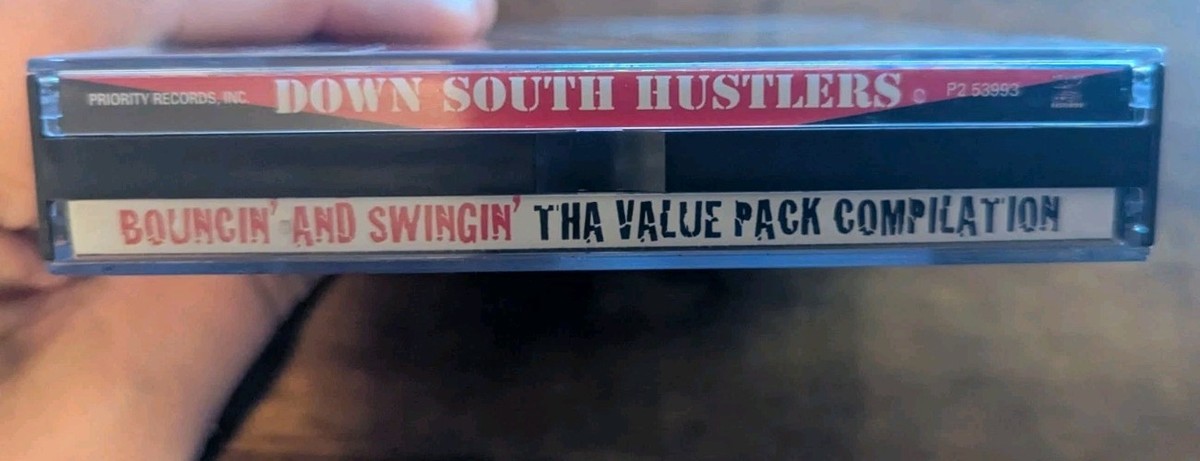 PRIORITY RECORDS, INC. DOWN SOUTH HUSTLERS P2 53993
BOUNCIN' AND SWINGIN' THA VALUE PACK COMPILATION